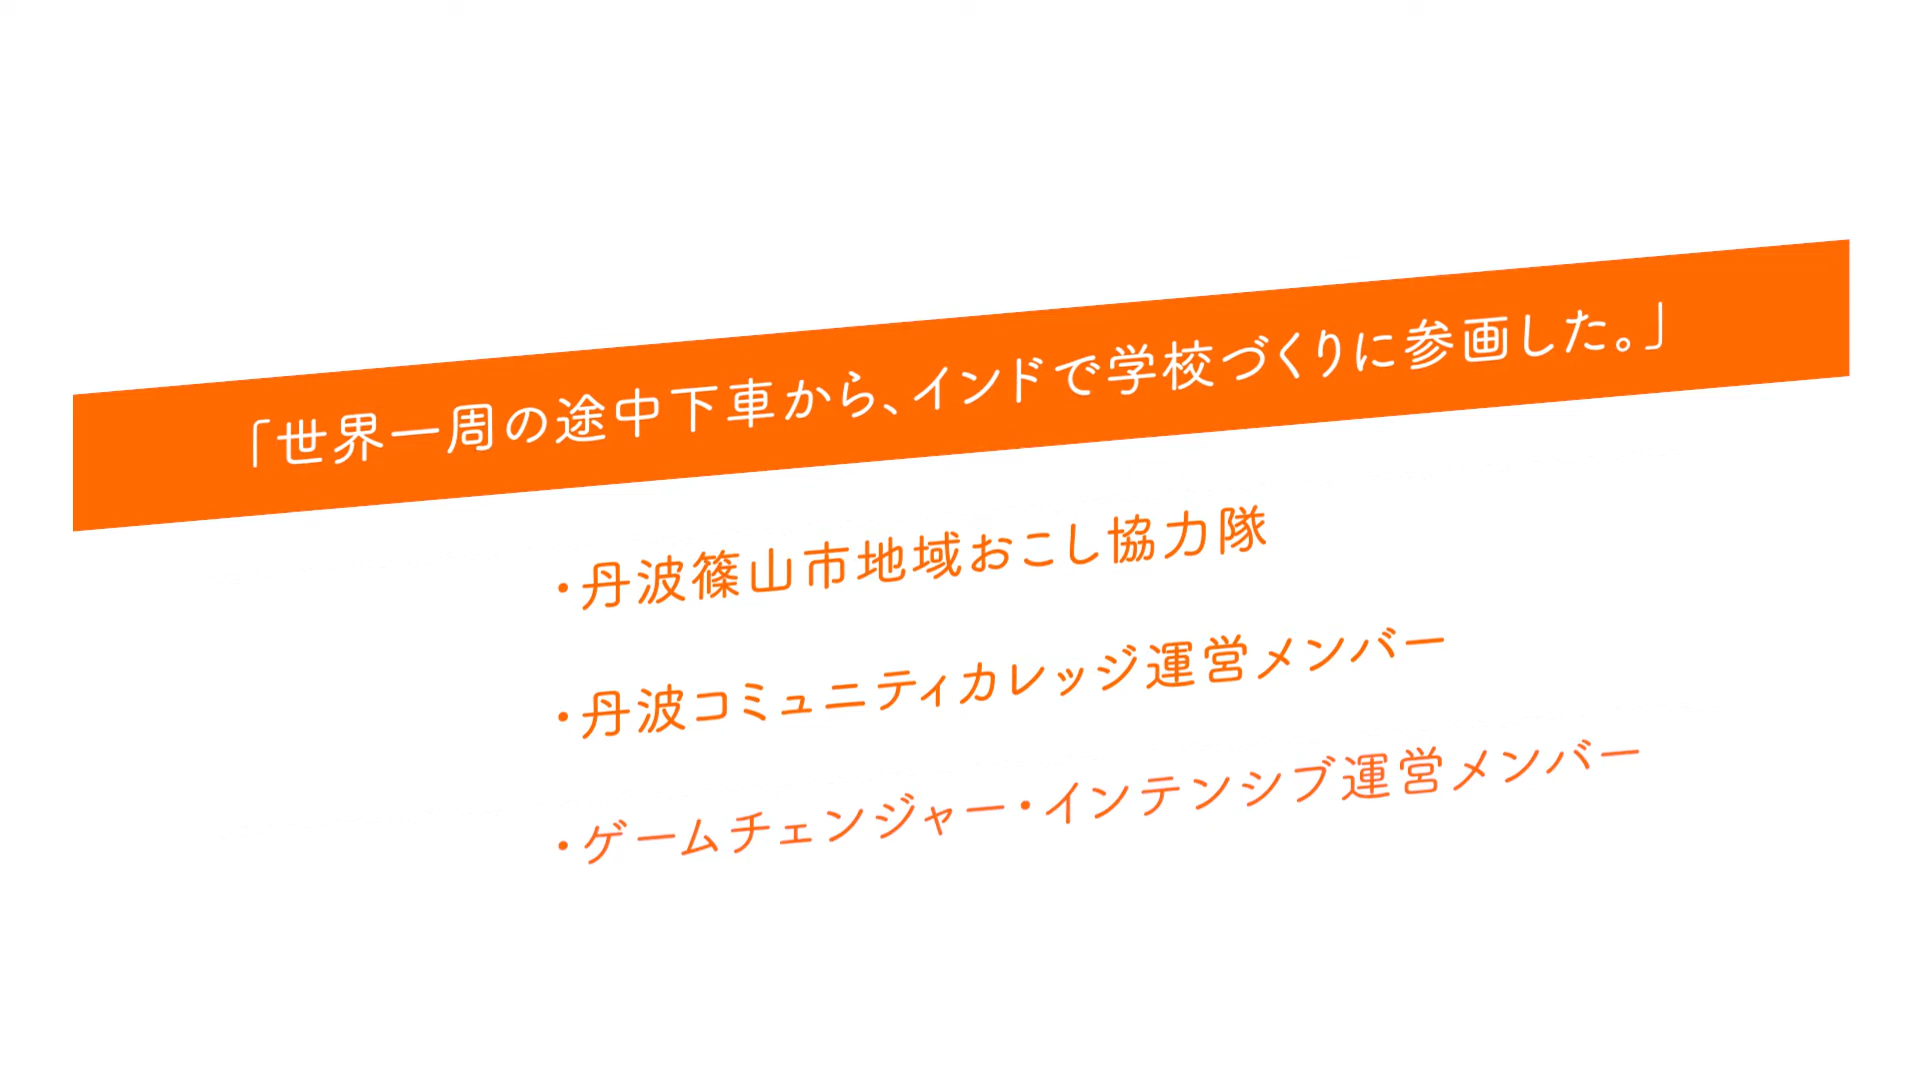 「世界一周の途中下車から、インドで学校づくりに参画した。」
・丹波篠山市地域おこし協力隊
・丹波コミュニティカレッジ運営メンバー
・ゲームチェンジャー・インテンシブ運営メンバー